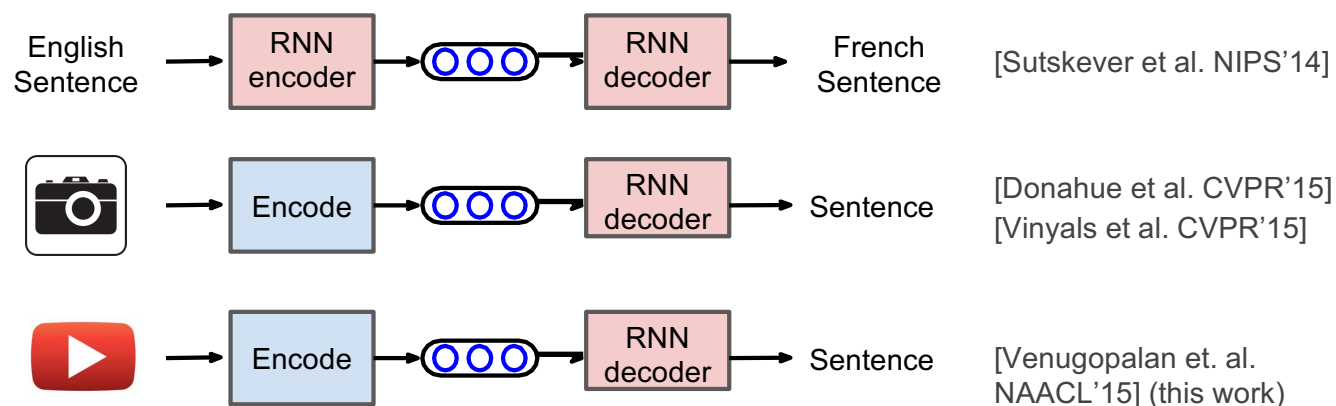 English
Sentence
RNN
encoder
RNN
decoder
French
Sentence
[Sutskever et al. NIPS’14]
Encode
RNN
decoder
Sentence
[Donahue et al. CVPR’15]
[Vinyals et al. CVPR’15]
Encode
RNN
decoder
Sentence
[Venugopalan et. al.
NAACL’15] (this work)